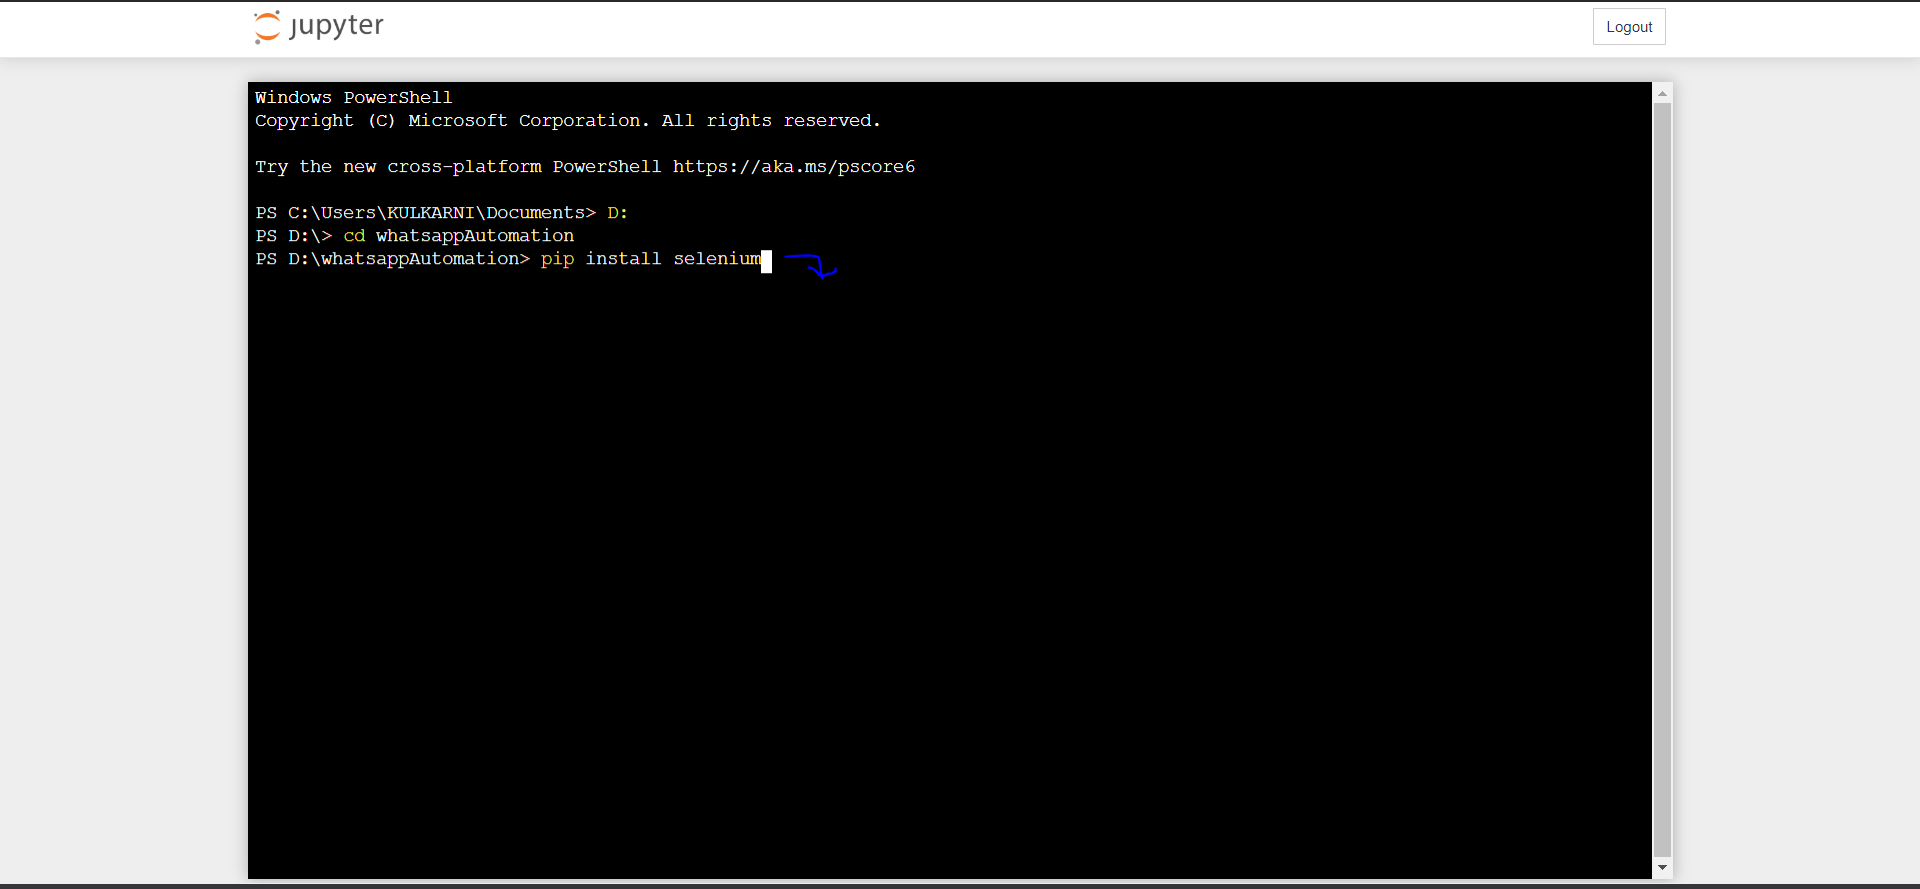 jupyter
Logout
Windows PowerShell
Copyright (C) Microsoft Corporation. All rights reserved.
Try the new cross-platform PowerShell https://aka.ms/pscore6
PS C:\Users\KULKARNI\Documents> D:
PS D:\> cd whatsappAutomation
PS D:\whatsappAutomation> pip install selenium